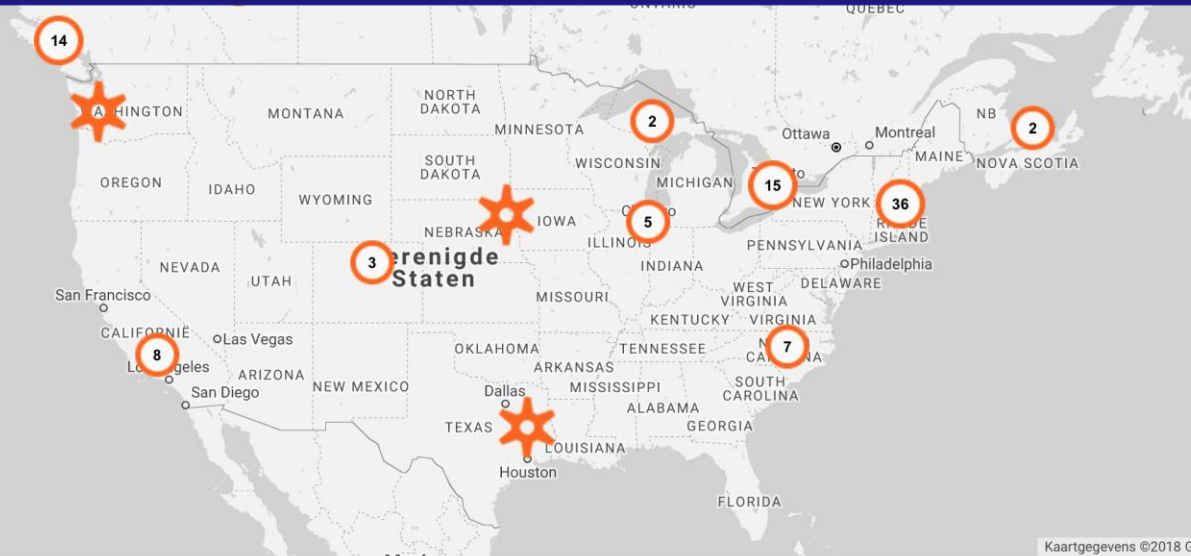 ONTARIO
QUEBEC
14
NORTH
DAKOTA
MONTANA
MINNESOTA
2
NB
2
Ottawa
Montreal
MAINE
NOVA SCOTIA
SOUTH
DAKOTA
WISCONSIN
MICHIGAN
15
OREGON
IDAHO
WYOMING
NEW YORK
36
ISLAND
IOWA
5
NEBRASKA
ILLINOIS
PENNSYLVANIA
Philadelphia
3
Staten
NEVADA
UTAH
INDIANA
WEST
VIRGINIA
DELAWARE
San Francisco
MISSOURI
KENTUCKY
VIRGINIA
CALIFORNIË
Las Vegas
8
7
OKLAHOMA
TENNESSEE
ARKANSAS
ARIZONA
NEW MEXICO
MISSISSIPPI
SOUTH
CAROLINA
San Diego
Dallas
ALABAMA
GEORGIA
TEXAS
LOUISIANA
Houston
FLORIDA
Kaartgegevens ©2018 G